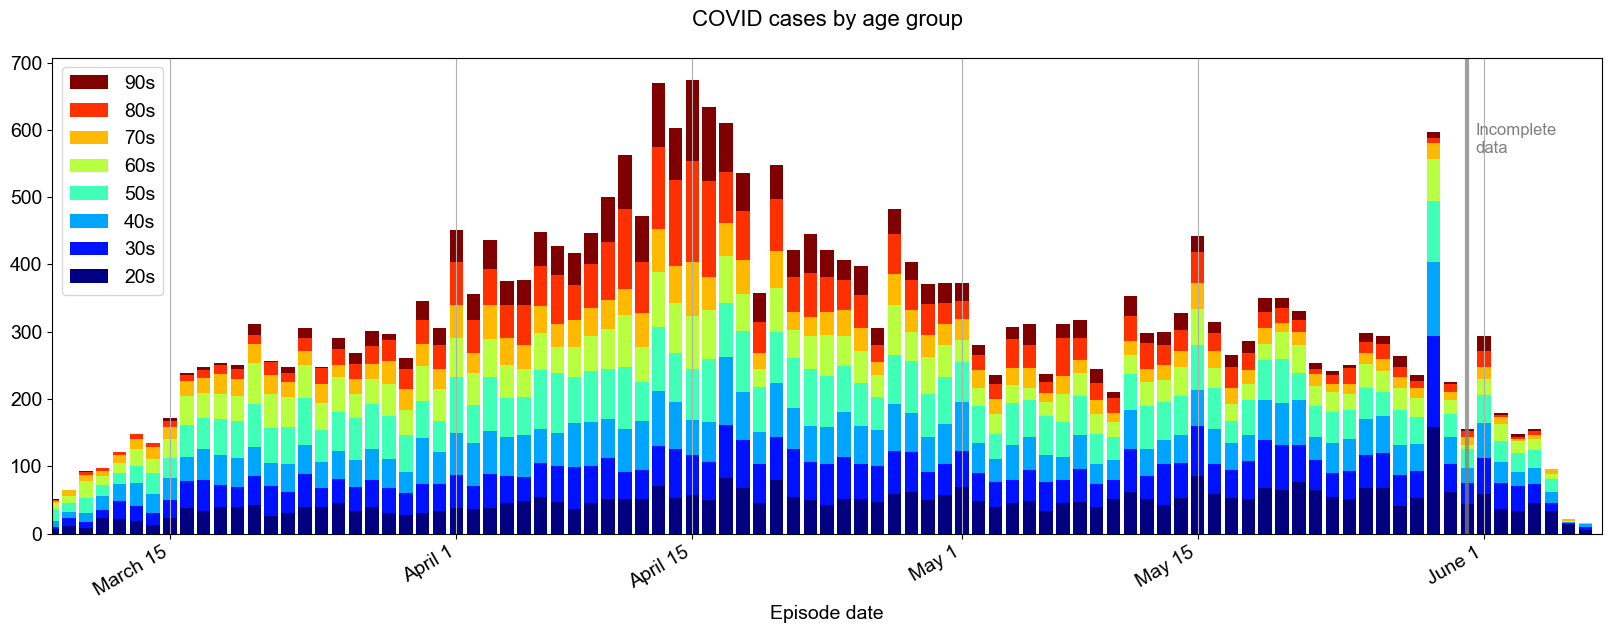 COVID cases by age group
700
600
500
400
300
200
100
0
90s
80s
70s
60s
50s
40s
30s
20s
Incomplete
data
March 15
April 1
April 15
May 1
May 15
June 1
Episode date